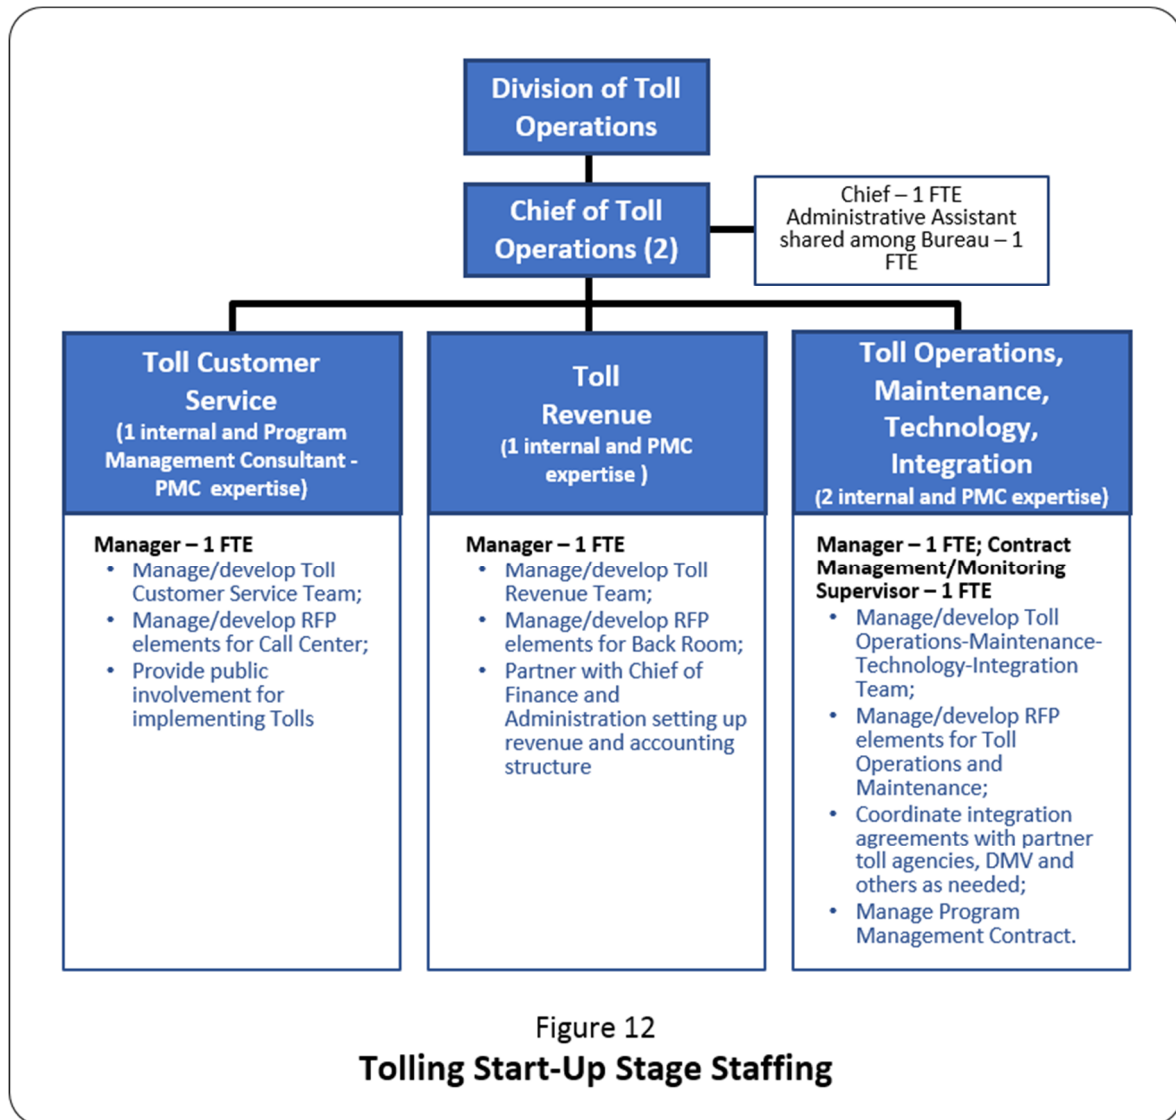 Division of Toll
Operations
Chief of Toll
Operations (2)
Chief – 1 FTE
Administrative Assistant
shared among Bureau – 1
FTE
Toll Customer
Service
(1 internal and Program
Management Consultant -
PMC expertise)
Manager – 1 FTE
• Manage/develop Toll
Customer Service Team;
• Manage/develop RFP
elements for Call Center;
• Provide public
involvement for
implementing Tolls
Toll
Revenue
(1 internal and PMC
expertise )
Manager – 1 FTE
• Manage/develop Toll
Revenue Team;
• Manage/develop RFP
elements for Back Room;
• Partner with Chief of
Finance and
Administration setting up
revenue and accounting
structure
Toll Operations,
Maintenance,
Technology,
Integration
(2 internal and PMC expertise)
Manager – 1 FTE; Contract
Management/Monitoring
Supervisor – 1 FTE
• Manage/develop Toll
Operations-Maintenance-
Technology-Integration
Team;
• Manage/develop RFP
elements for Toll
Operations and
Maintenance;
• Coordinate integration
agreements with partner
toll agencies, DMV and
others as needed;
• Manage Program
Management Contract.
Figure 12
Tolling Start-Up Stage Staffing